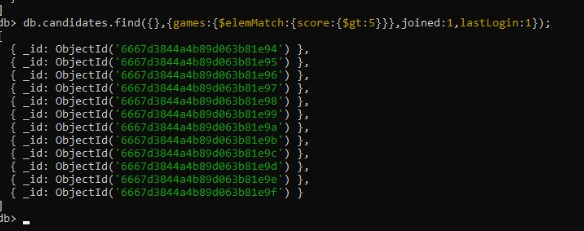 ]
db> db.candidates.find({},{games:{$elemMatch:{score:{$gt:5}}},joined:1,lastLogin:1});
[
  { _id: ObjectId('6667d3844a4b89d063b81e94') },
  { _id: ObjectId('6667d3844a4b89d063b81e95') },
  { _id: ObjectId('6667d3844a4b89d063b81e96') },
  { _id: ObjectId('6667d3844a4b89d063b81e97') },
  { _id: ObjectId('6667d3844a4b89d063b81e98') },
  { _id: ObjectId('6667d3844a4b89d063b81e99') },
  { _id: ObjectId('6667d3844a4b89d063b81e9a') },
  { _id: ObjectId('6667d3844a4b89d063b81e9b') },
  { _id: ObjectId('6667d3844a4b89d063b81e9c') },
  { _id: ObjectId('6667d3844a4b89d063b81e9d') },
  { _id: ObjectId('6667d3844a4b89d063b81e9e') },
  { _id: ObjectId('6667d3844a4b89d063b81e9f') }
]
db> _